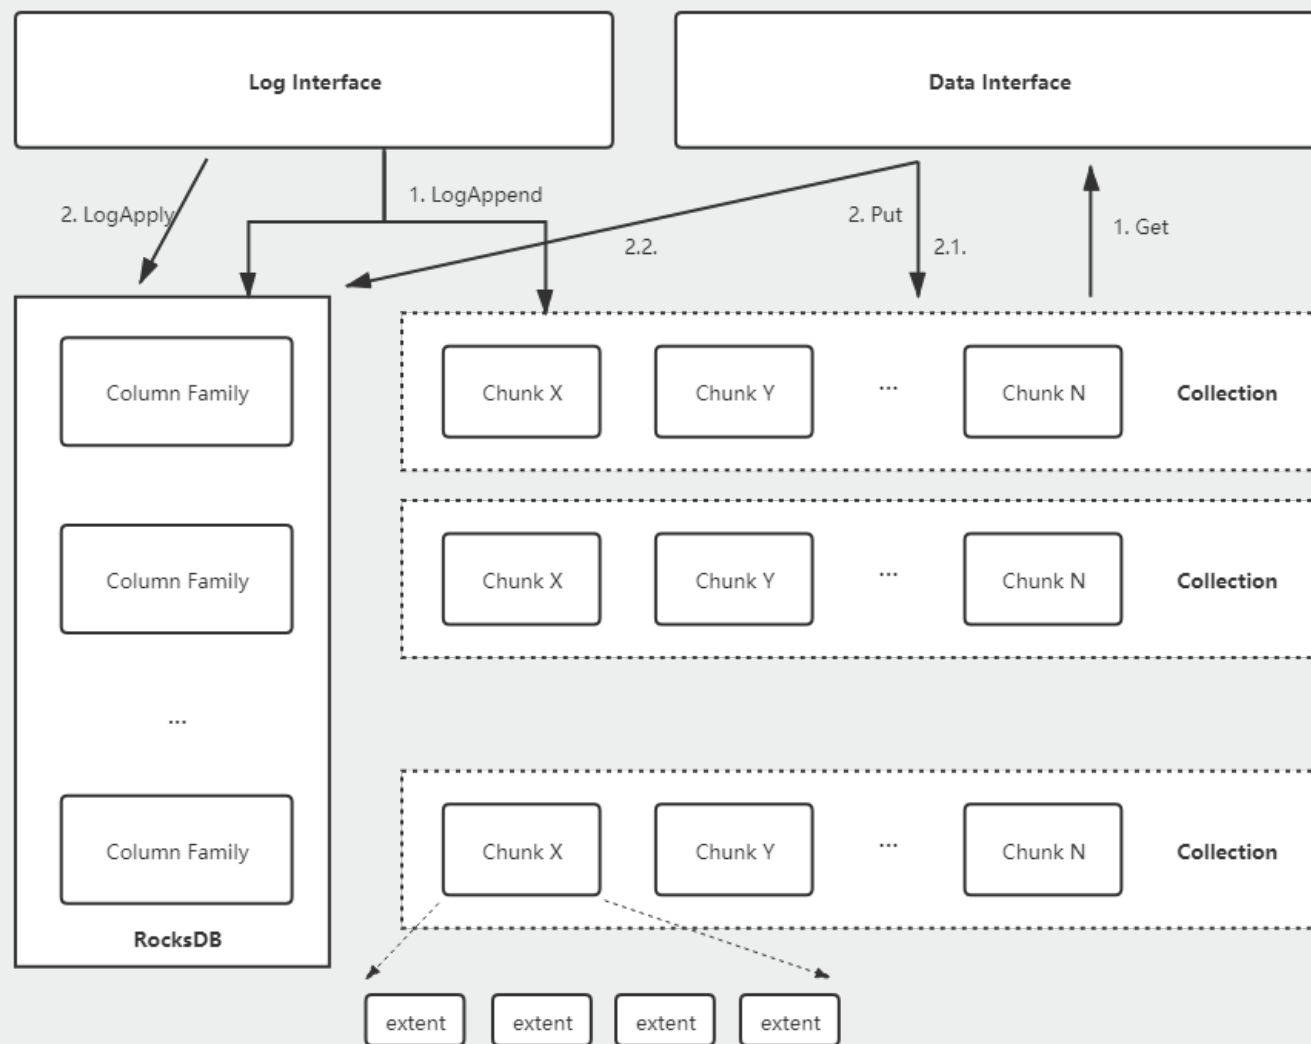 Log Interface
Data Interface
2. LogApply
1. LogAppend
2.2.
2. Put
2.1.
1. Get
Column Family
Chunk X
Chunk Y
...
Chunk N
Collection
Column Family
Chunk X
Chunk Y
...
Chunk N
Collection
...
Column Family
Chunk X
Chunk Y
...
Chunk N
Collection
RocksDB
extent
extent
extent
extent